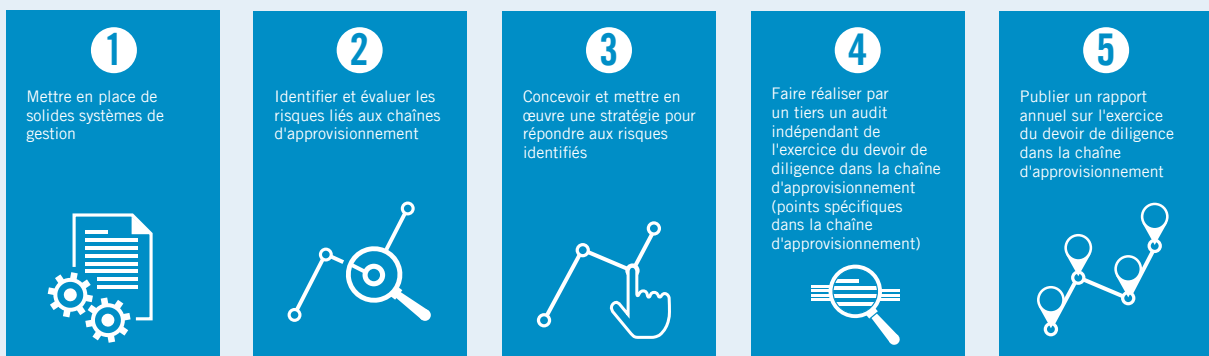 1
Mettre en place de
solides systèmes de
gestion
2
Identifier et évaluer les
risques liés aux chaînes
d'approvisionnement
3
Concevoir et mettre en
œuvre une stratégie pour
répondre aux risques
identifiés
4
Faire réaliser par
un tiers un audit
indépendant de
l'exercice du devoir de
diligence dans la chaîne
d'approvisionnement
(points spécifiques
dans la chaîne
d'approvisionnement)
5
Publier un rapport
annuel sur l'exercice
du devoir de diligence
dans la chaîne
d'approvisionnement